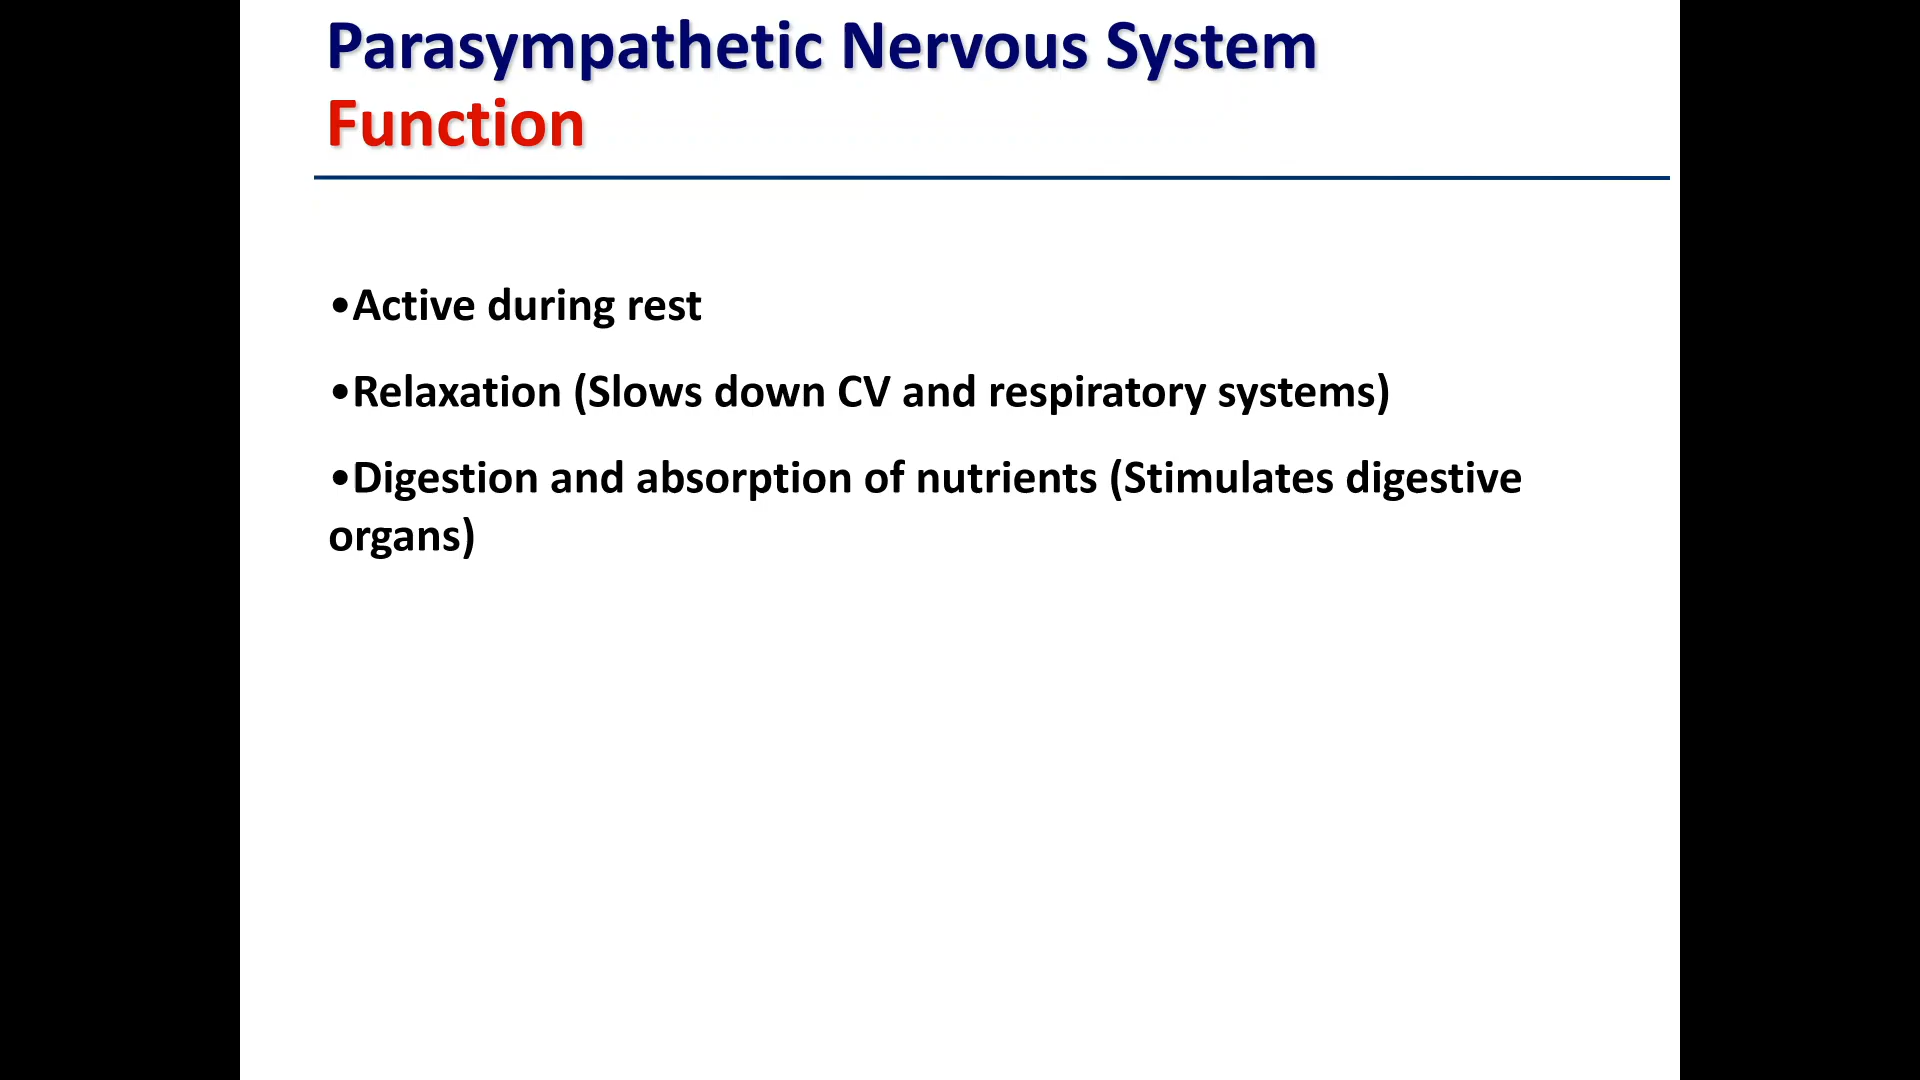 Parasympathetic Nervous System
Function
•Active during rest
•Relaxation (Slows down CV and respiratory systems)
•Digestion and absorption of nutrients (Stimulates digestive
organs)